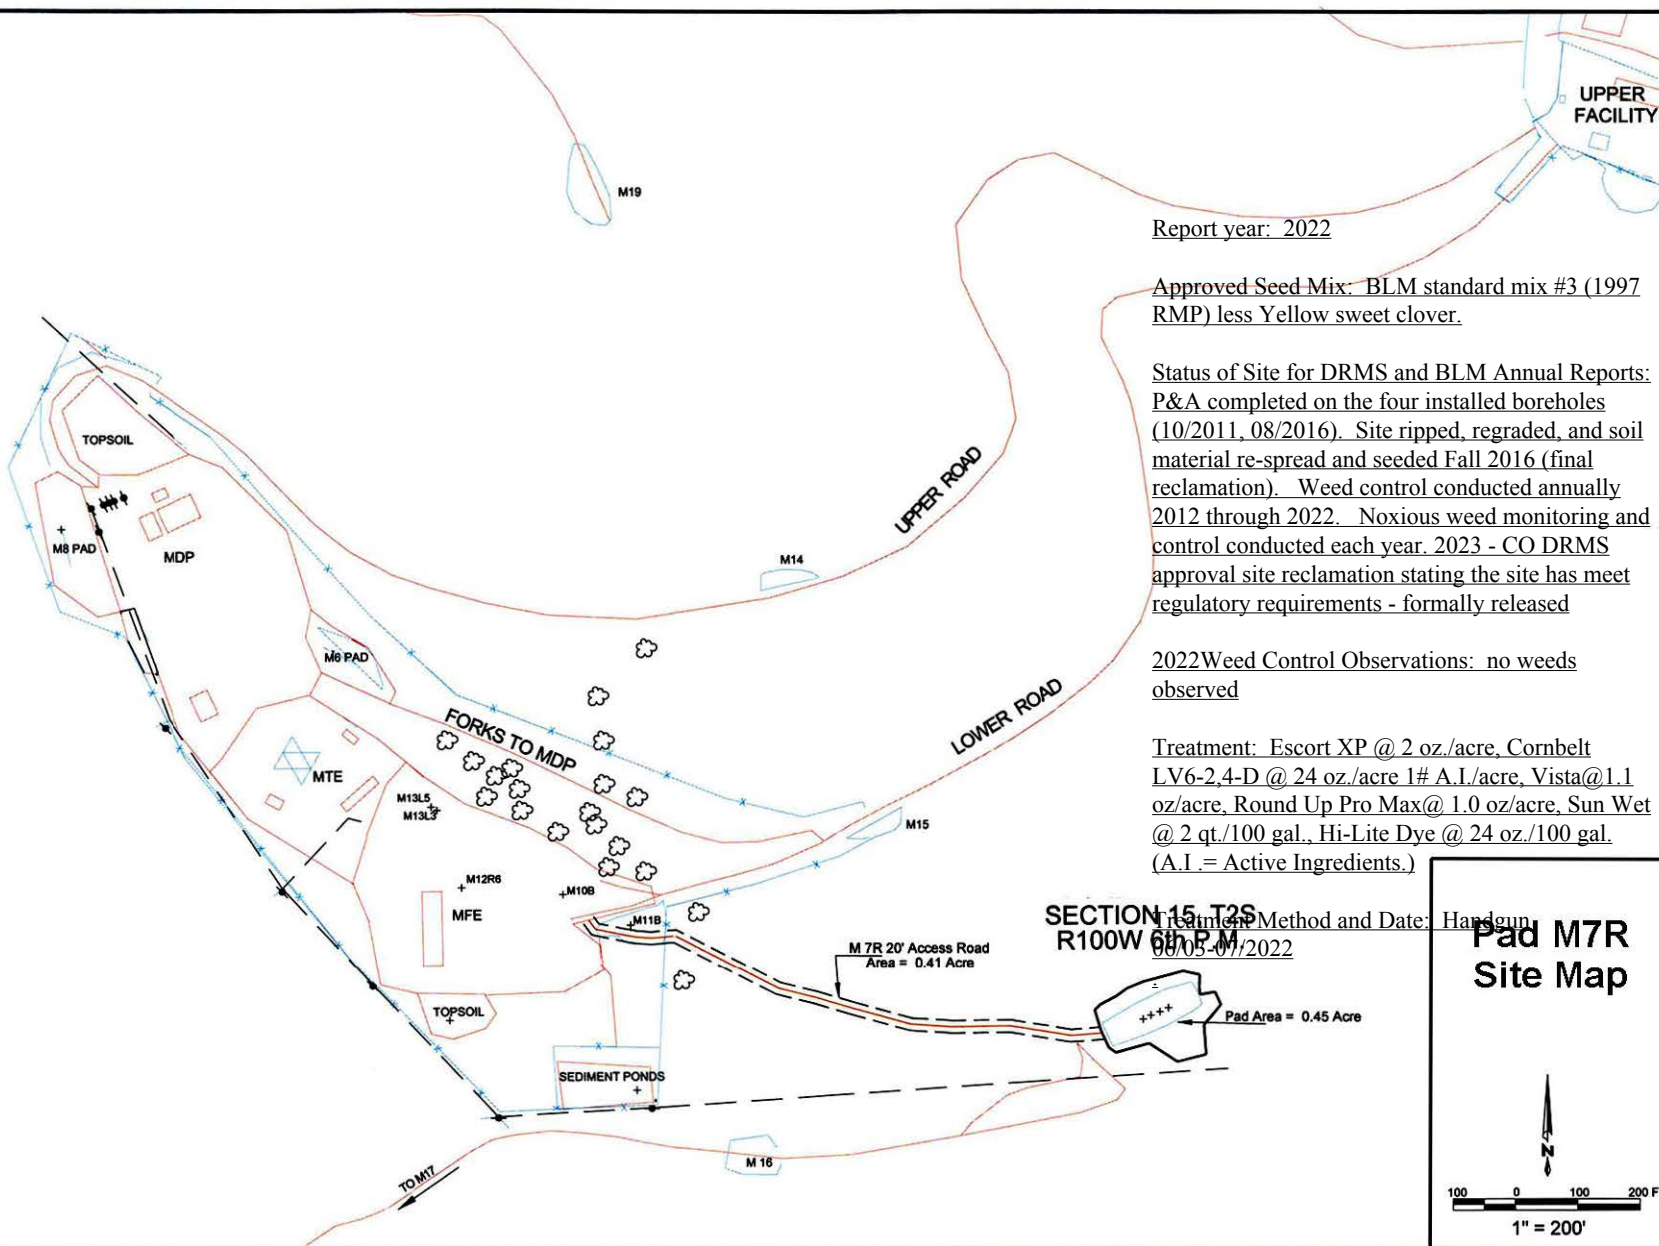 UPPER
FACILITY
M19
Report year: 2022
Approved Seed Mix: BLM standard mix #3 (1997
RMP) less Yellow sweet clover.
Status of Site for DRMS and BLM Annual Reports:
P&A completed on the four installed boreholes
(10/2011, 08/2016). Site ripped, regraded, and soil
material re-spread and seeded Fall 2016 (final
reclamation). Weed control conducted annually
2012 through 2022. Noxious weed monitoring and
control conducted each year. 2023 - CO DRMS
approval site reclamation stating the site has meet
regulatory requirements - formally released
2022Weed Control Observations: no weeds
observed
Treatment: Escort XP @ 2 oz./acre, Cornbelt
LV6-2,4-D @ 24 oz./acre 1# A.I./acre, Vista@1.1
oz/acre, Round Up Pro Max@ 1.0 oz/acre, Sun Wet
@ 2 qt./100 gal., Hi-Lite Dye @ 24 oz./100 gal.
(A.I .= Active Ingredients.)
Treatment Method and Date: Handgun
06/03-07/2022
.
TOPSOIL
M8 PAD
MDP
UPPER ROAD
M14
M6 PAD
FORKS TO MDP
LOWER ROAD
MTE
M13L5
M13L3
M15
M12R6
M10B
MFE
M11B
SECTION 15, T2S
R100W 6th P.M.
M 7R 20' Access Road
Area = 0.41 Acre
TOPSOIL
Pad Area = 0.45 Acre
SEDIMENT PONDS
M 16
TO M17
Pad M7R
Site Map
N
100 0 100 200 F
1" = 200'